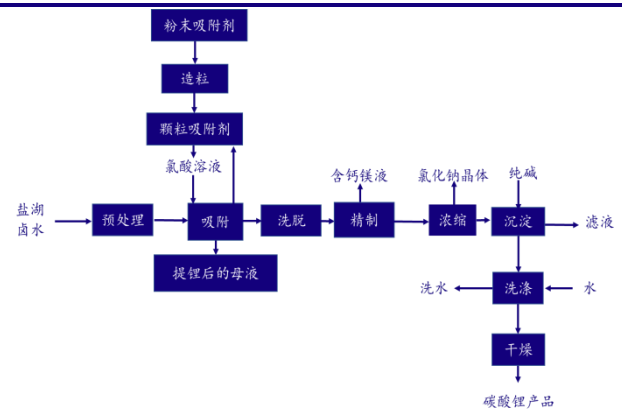 粉末吸附剂
造粒
颗粒吸附剂
氯酸溶液
含钙镁液
氯化钠晶体
纯碱
盐湖
卤水
预处理
吸附
洗脱
精制
浓缩
沉淀
滤液
提锂后的母液
洗水
洗涤
水
干燥
碳酸锂产品